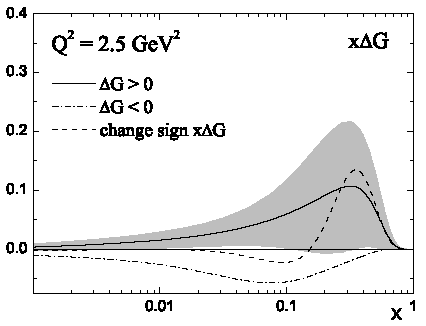 0.4
Q² = 2.5 GeV² xΔG
0.3
ΔG > 0
ΔG < 0
0.2
change sign xΔG
0.1
0.0
0.01 0.1 x 1